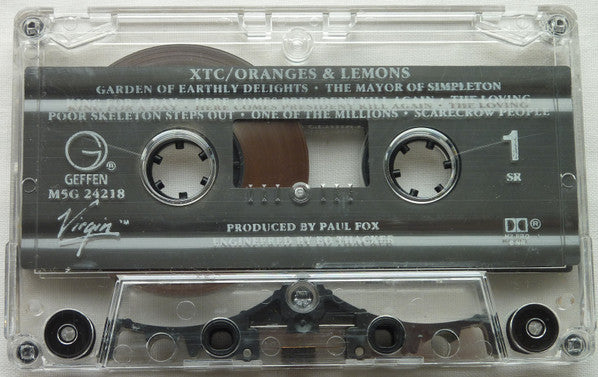 XTC/ORANGES & LEMONS
GARDEN OF EARTHLY DELIGHTS • THE MAYOR OF SIMPLETON
KING FOR A DAY • HERE COMES PRESIDENT KILL AGAIN • THE LOVING
POOR SKELETON STEPS OUT • ONE OF THE MILLIONS • SCARECROW PEOPLE
1
GEFFEN ®
SR
M5G 24218
Virgin ™
PRODUCED BY PAUL FOX
®
ENGINEERED BY ED THACKER